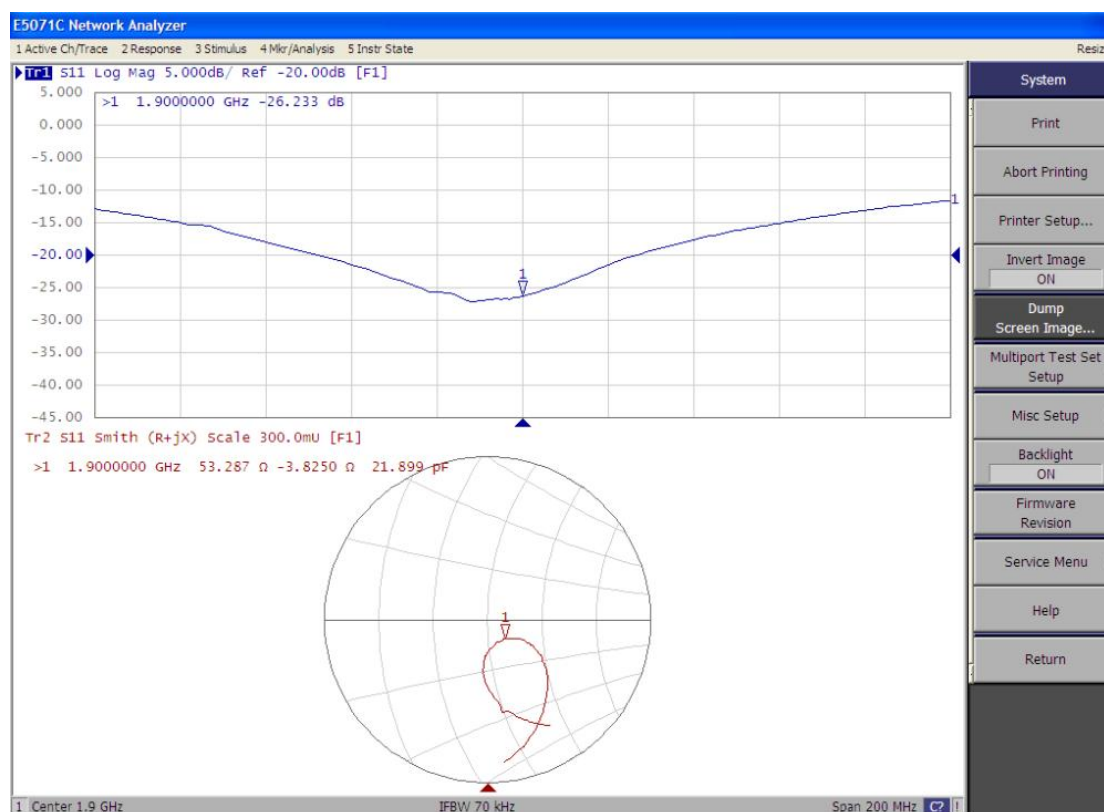 E5071C Network Analyzer
1 Active Ch/Trace 2 Response 3 Stimulus 4 Mkr/Analysis 5 Instr State
Resiz
Tr1 S11 Log Mag 5.000dB/ Ref -20.00dB [F1]
5.000
>1 1.9000000 GHz -26.233 dB
0.000
-5.000
-10.00
-15.00
-20.00
-25.00
-30.00
-35.00
-40.00
-45.00
1
1
Tr2 S11 Smith (R+jX) Scale 300.0mU [F1]
>1 1.9000000 GHz 53.287 Ω -3.8250 Ω 21.899 pF
1
System
Print
Abort Printing
Printer Setup...
Invert Image
ON
Dump
Screen Image...
Multiport Test Set
Setup
Misc Setup
Backlight
ON
Firmware
Revision
Service Menu
Help
Return
1 Center 1.9 GHz
IFBW 70 kHz
Span 200 MHz C? !